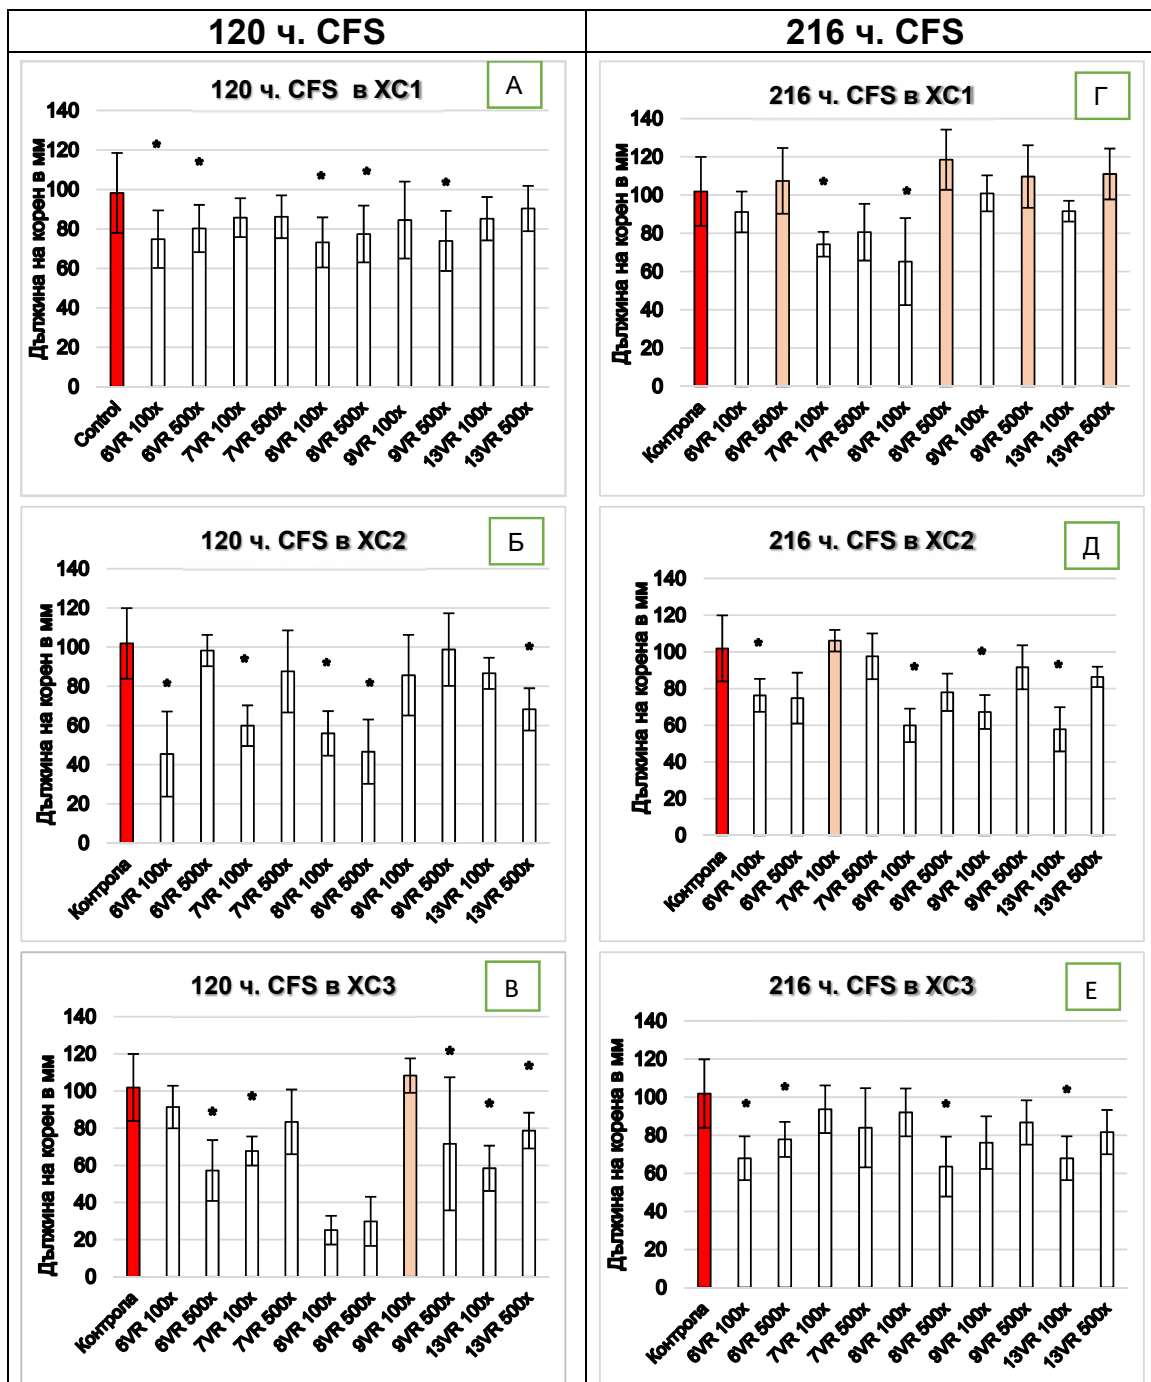 120 ч. CFS
216 ч. CFS
120 ч. CFS в ХС1
А
Дължина на корен в мм
140
120
100
80
60
40
20
0
*
*
*
*
*
Control
6VR 100x
6VR 500x
7VR 100x
7VR 500x
8VR 100x
8VR 500x
9VR 100x
9VR 500x
13VR 100x
13VR 500x
216 ч. CFS в ХС1
Г
Дължина на корен в мм
140
120
100
80
60
40
20
0
*
*
Контрола
6VR 100x
6VR 500x
7VR 100x
7VR 500x
8VR 100x
8VR 500x
9VR 100x
9VR 500x
13VR 100x
13VR 500x
120 ч. CFS в ХС2
Б
Дължина на корен в мм
140
120
100
80
60
40
20
0
*
*
*
*
*
Контрола
6VR 100x
6VR 500x
7VR 100x
7VR 500x
8VR 100x
8VR 500x
9VR 100x
9VR 500x
13VR 100x
13VR 500x
216 ч. CFS в ХС2
Д
Дължина на корена в мм
140
120
100
80
60
40
20
0
*
*
*
*
Контрола
6VR 100x
6VR 500x
7VR 100x
7VR 500x
8VR 100x
8VR 500x
9VR 100x
9VR 500x
13VR 100x
13VR 500x
120 ч. CFS в ХС3
В
Дължина на корен в мм
140
120
100
80
60
40
20
0
*
*
*
*
*
Контрола
6VR 100x
6VR 500x
7VR 100x
7VR 500x
8VR 100x
8VR 500x
9VR 100x
9VR 500x
13VR 100x
13VR 500x
216 ч. CFS в ХС3
Е
Дължина на корена в мм
140
120
100
80
60
40
20
0
*
*
*
*
Контрола
6VR 100x
6VR 500x
7VR 100x
7VR 500x
8VR 100x
8VR 500x
9VR 100x
9VR 500x
13VR 100x
13VR 500x